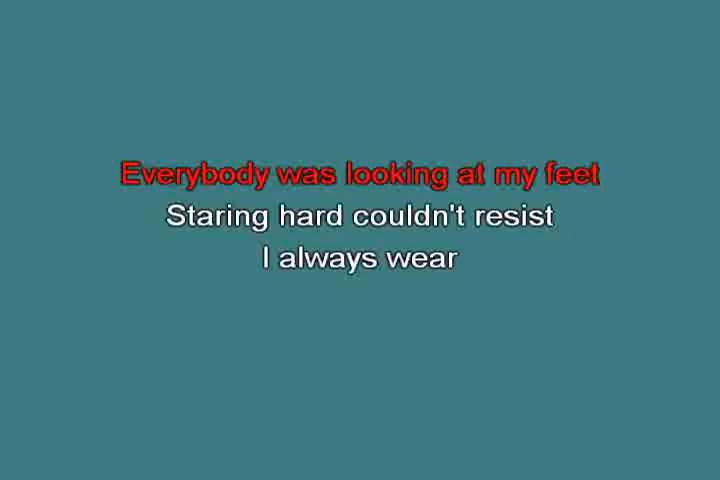 Everybody was looking at my feet
Staring hard couldn't resist
I always wear